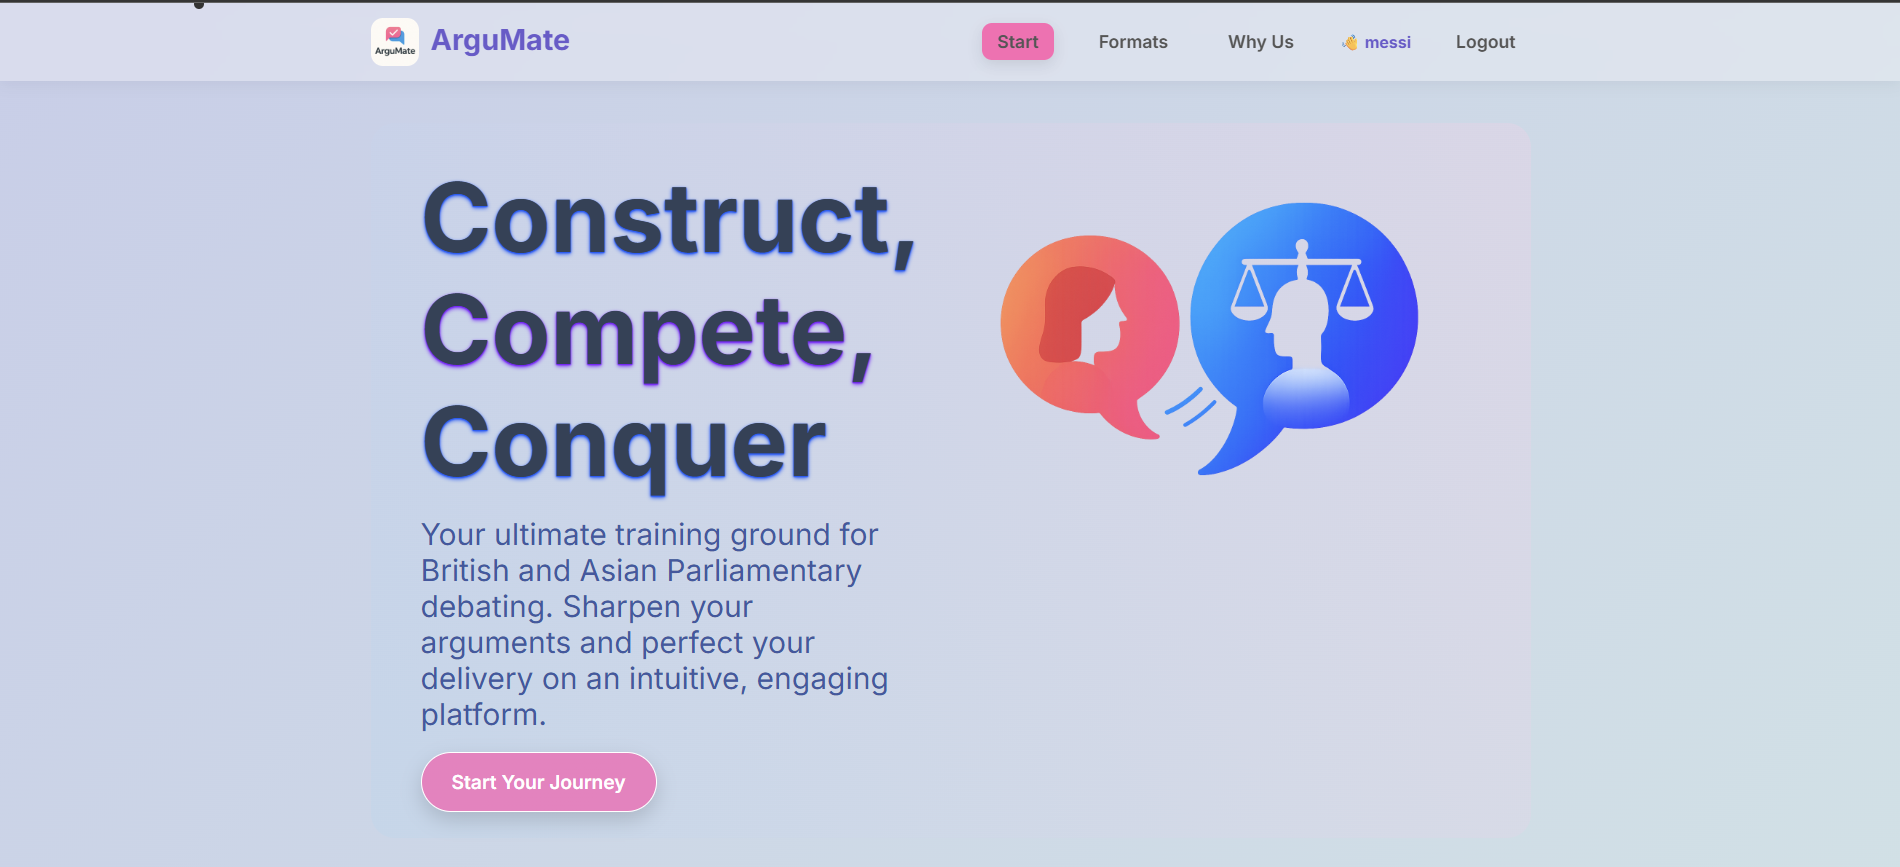 ArguMate
ArguMate
Start
Formats
Why Us
👋 messi
Logout
Construct,
Compete,
Conquer
Your ultimate training ground for
British and Asian Parliamentary
debating. Sharpen your
arguments and perfect your
delivery on an intuitive, engaging
platform.
Start Your Journey